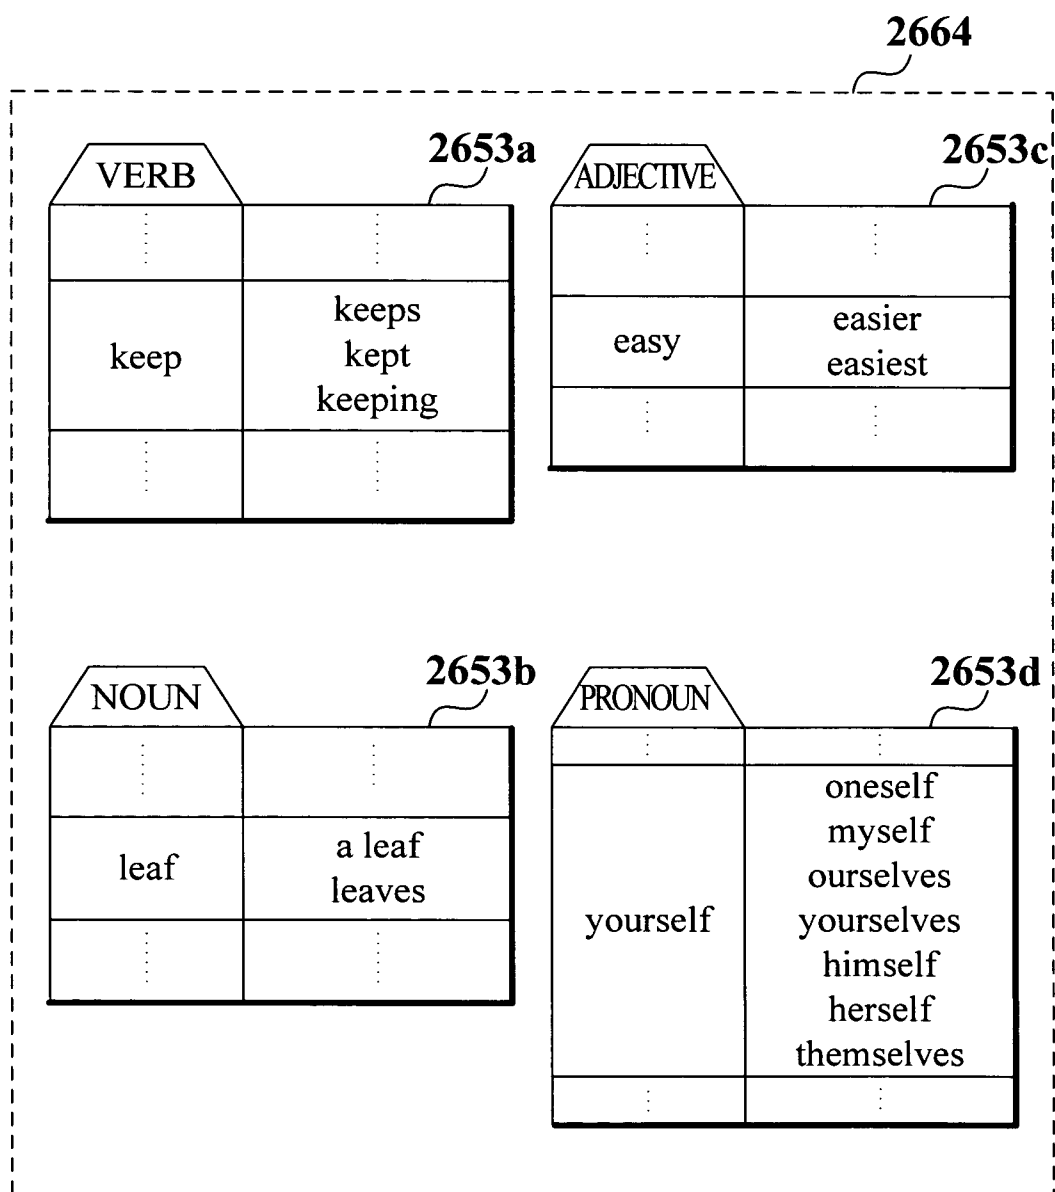 2664
VERB
2653a
keep
keeps
kept
keeping
ADJECTIVE
2653c
easy
easier
easiest
NOUN
2653b
leaf
a leaf
leaves
PRONOUN
2653d
yourself
oneself
myself
ourselves
yourselves
himself
herself
themselves